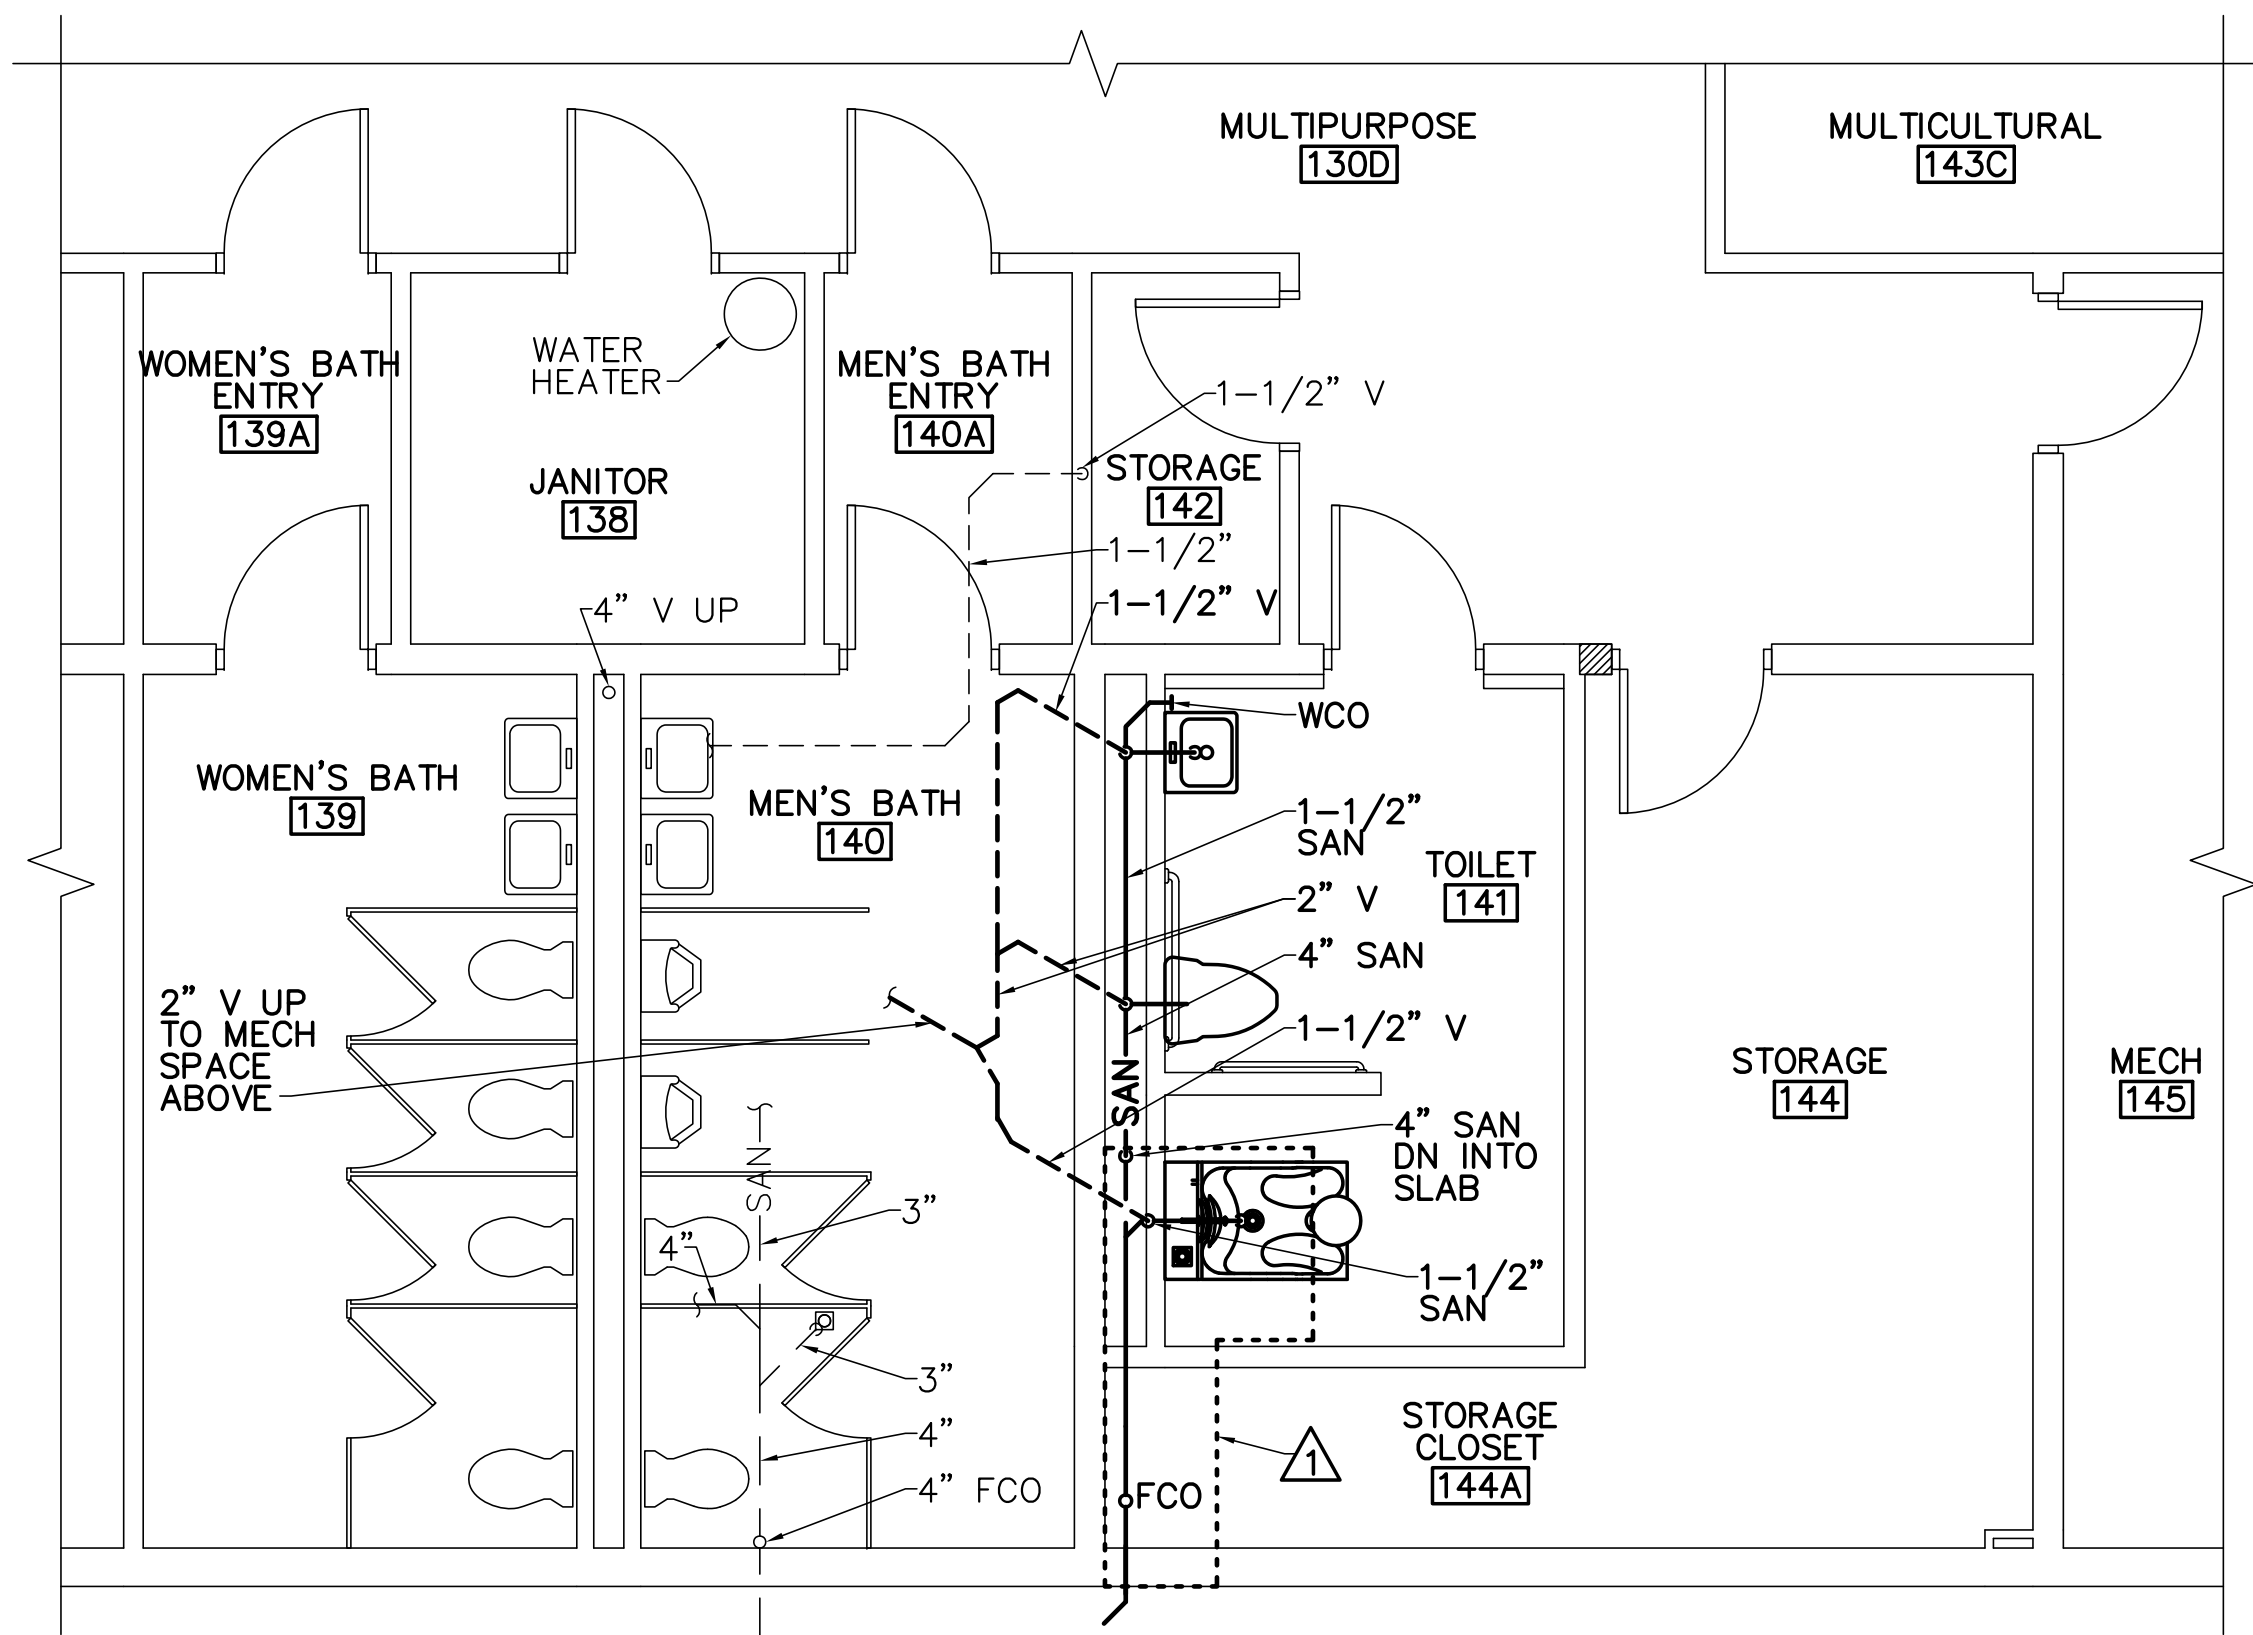 MULTIPURPOSE
130D
MULTICULTURAL
143C
WATER
HEATER
WOMEN'S BATH
ENTRY
139A
MEN'S BATH
ENTRY
140A
1-1/2" V
JANITOR
138
STORAGE
142
1-1/2"
1-1/2" V
4" V UP
WCO
WOMEN'S BATH
139
MEN'S BATH
140
1-1/2"
SAN
TOILET
141
2" V
4" SAN
1-1/2" V
2" V UP
TO MECH
SPACE
ABOVE
SAN
STORAGE
144
MECH
145
4" SAN
DN INTO
SLAB
SAN
3"
4"
1-1/2"
SAN
3"
4"
4" FCO
STORAGE
CLOSET
144A
1
FCO